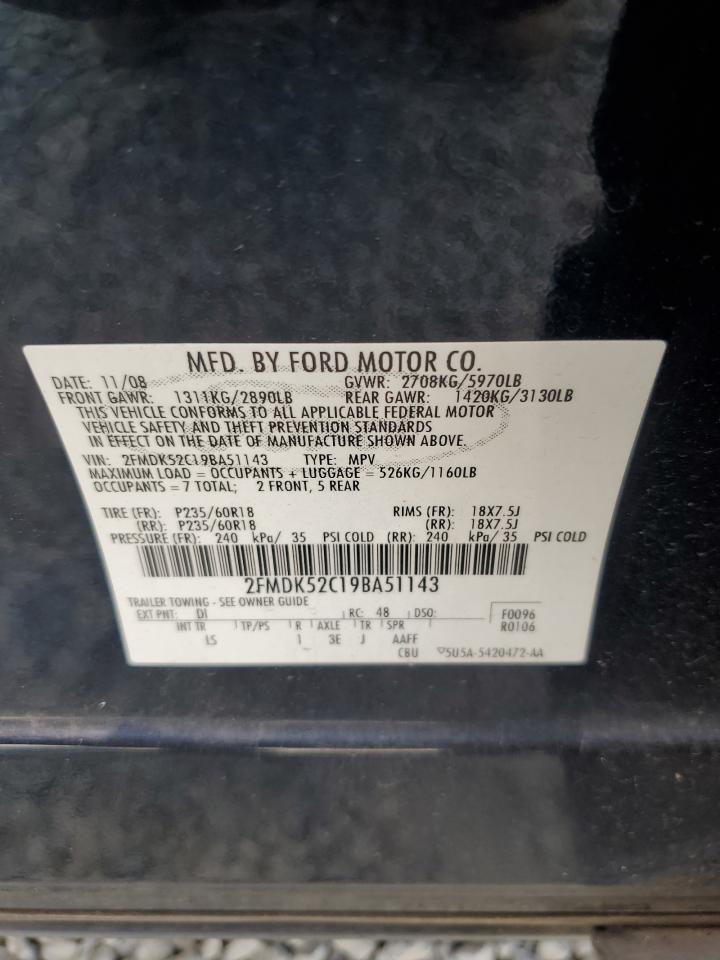 MFD. BY FORD MOTOR CO.
DATE: 11/08 GVWR: 2708KG/5970LB
FRONT GAWR: 1311KG/2890LB REAR GAWR: 1420KG/3130LB
THIS VEHICLE CONFORMS TO ALL APPLICABLE FEDERAL MOTOR
VEHICLE SAFETY AND THEFT PREVENTION STANDARDS
IN EFFECT ON THE DATE OF MANUFACTURE SHOWN ABOVE.
VIN: 2FMDK52C19BA51143 TYPE: MPV
MAXIMUM LOAD = OCCUPANTS + LUGGAGE = 526KG/1160LB
OCCUPANTS = 7 TOTAL; 2 FRONT, 5 REAR
TIRE (FR): P235/60R18 RIMS (FR): 18X7.5J
(RR): P235/60R18 (RR): 18X7.5J
PRESSURE (FR): 240 kPa/ 35 PSI COLD (RR): 240 kPa/ 35 PSI COLD
2FMDK52C19BA51143
TRAILER TOWING - SEE OWNER GUIDE
EXT PNT: DI RC: 48 DSO: F0096
INT TR TP/PS R AXLE TR SPR R0106
LS 1 3E J AAFF
CBU 5U5A-5420472-AA